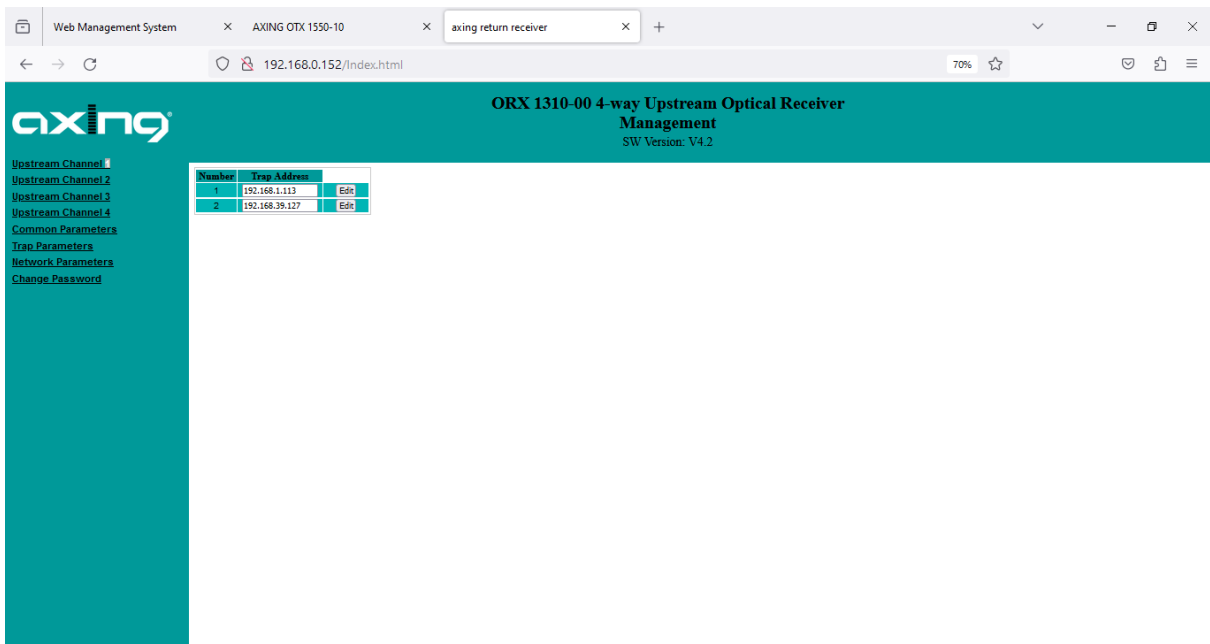 Web Management System
AXING OTX 1550-10
axing return receiver
192.168.0.152/Index.html
70%
axing
ORX 1310-00 4-way Upstream Optical Receiver
Management
SW Version: V4.2
Upstream Channel 1
Upstream Channel 2
Upstream Channel 3
Upstream Channel 4
Common Parameters
Trap Parameters
Network Parameters
Change Password
Number Trap Address
1 192.168.1.113 Edit
2 192.168.39.127 Edit